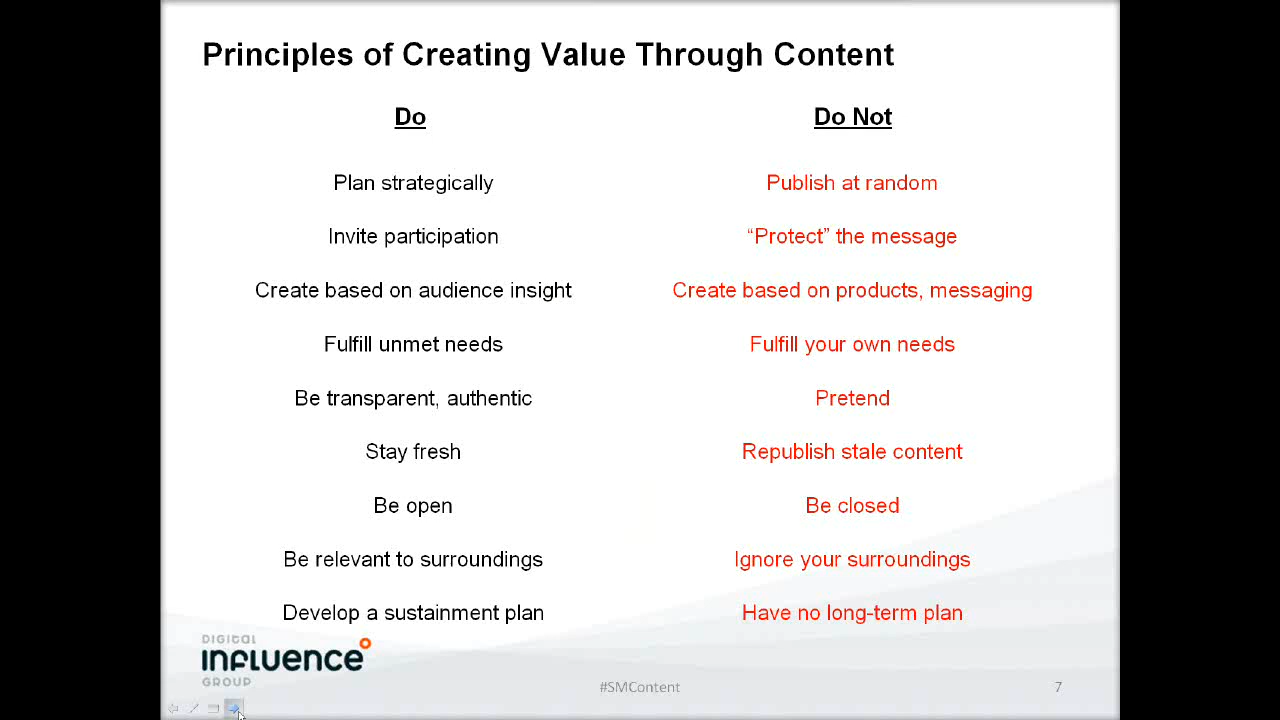 Principles of Creating Value Through Content
Do Do Not
Plan strategically Publish at random
Invite participation “Protect” the message
Create based on audience insight Create based on products, messaging
Fulfill unmet needs Fulfill your own needs
Be transparent, authentic Pretend
Stay fresh Republish stale content
Be open Be closed
Be relevant to surroundings Ignore your surroundings
Develop a sustainment plan Have no long-term plan
DIGITAL
INFLUENCE
GROUP
#SMContent 7